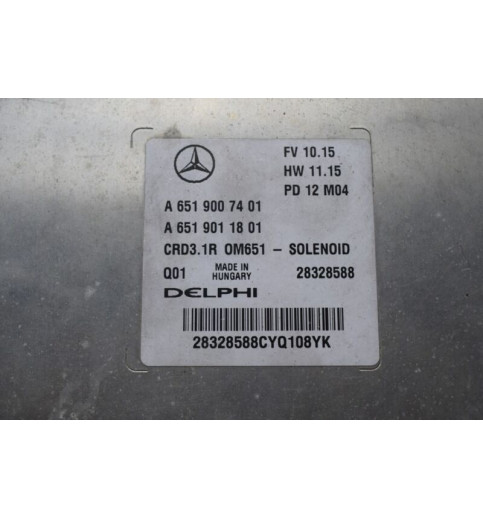 FV 10.15
HW 11.15
PD 12 M04
A 651 900 74 01
A 651 901 18 01
CRD3.1R OM651 – SOLENOID
Q01 MADE IN HUNGARY 28328588
DELPHI
28328588CYQ108YK